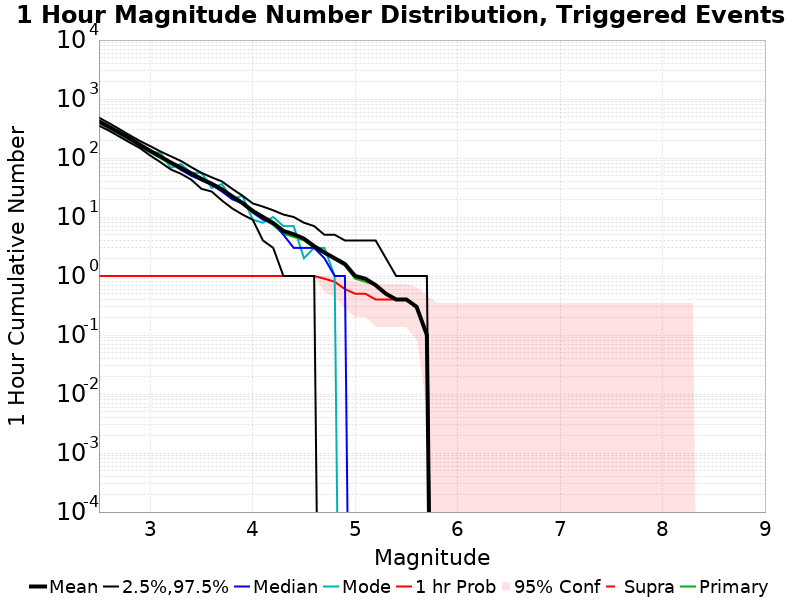 1 Hour Magnitude Number Distribution, Triggered Events
10^4
10^3
10^2
10^1
10^0
10^-1
10^-2
10^-3
10^-4
1 Hour Cumulative Number
3 4 5 6 7 8 9
Magnitude
Mean 2.5%,97.5% Median Mode 1 hr Prob 95% Conf Supra Primary